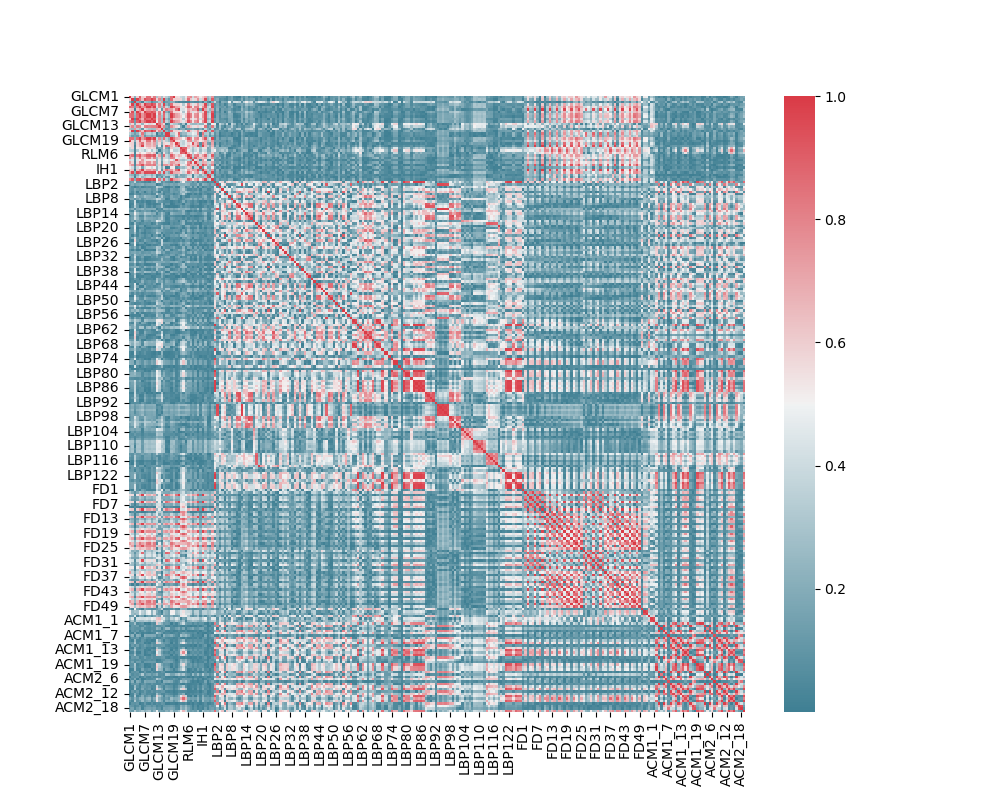 GLCM1
GLCM7
GLCM13
GLCM19
RLM6
IH1
LBP2
LBP8
LBP14
LBP20
LBP26
LBP32
LBP38
LBP44
LBP50
LBP56
LBP62
LBP68
LBP74
LBP80
LBP86
LBP92
LBP98
LBP104
LBP110
LBP116
LBP122
FD1
FD7
FD13
FD19
FD25
FD31
FD37
FD43
FD49
ACM1_1
ACM1_7
ACM1_13
ACM1_19
ACM2_6
ACM2_12
ACM2_18
GLCM1
GLCM7
GLCM13
GLCM19
RLM6
IH1
LBP2
LBP8
LBP14
LBP20
LBP26
LBP32
LBP38
LBP44
LBP50
LBP56
LBP62
LBP68
LBP74
LBP80
LBP86
LBP92
LBP98
LBP104
LBP110
LBP116
LBP122
FD1
FD7
FD13
FD19
FD25
FD31
FD37
FD43
FD49
ACM1_1
ACM1_7
ACM1_13
ACM1_19
ACM2_6
ACM2_12
ACM2_18
1.0
0.8
0.6
0.4
0.2